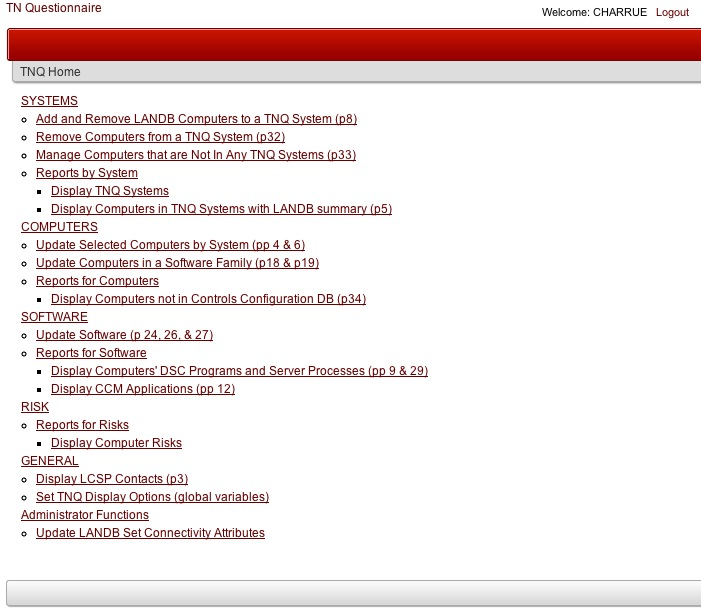 TN Questionnaire
Welcome: CHARRUE Logout
TNQ Home
SYSTEMS
Add and Remove LANDB Computers to a TNQ System (p8)
Remove Computers from a TNQ System (p32)
Manage Computers that are Not In Any TNQ Systems (p33)
Reports by System
Display TNQ Systems
Display Computers in TNQ Systems with LANDB summary (p5)
COMPUTERS
Update Selected Computers by System (pp 4 & 6)
Update Computers in a Software Family (p18 & p19)
Reports for Computers
Display Computers not in Controls Configuration DB (p34)
SOFTWARE
Update Software (p 24, 26, & 27)
Reports for Software
Display Computers' DSC Programs and Server Processes (pp 9 & 29)
Display CCM Applications (pp 12)
RISK
Reports for Risks
Display Computer Risks
GENERAL
Display LCSP Contacts (p3)
Set TNQ Display Options (global variables)
Administrator Functions
Update LANDB Set Connectivity Attributes